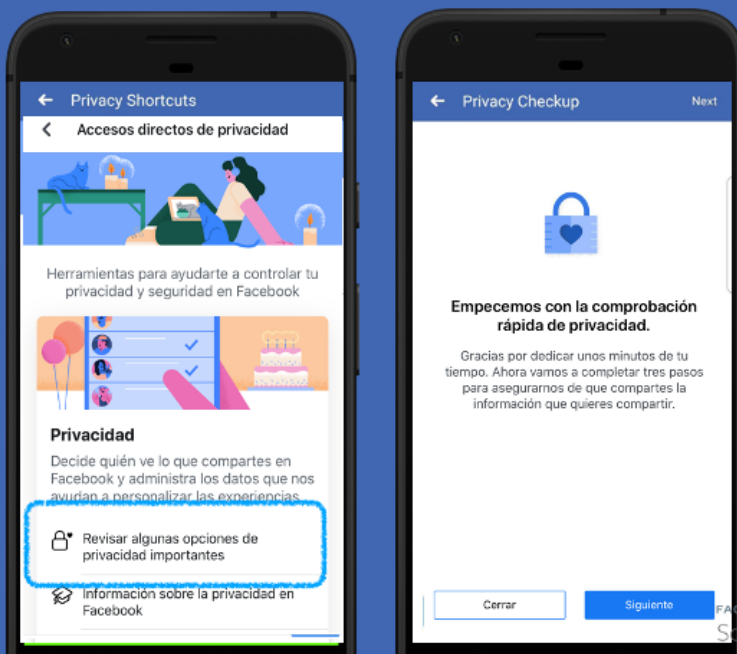 Privacy Shortcuts
Accesos directos de privacidad
Herramientas para ayudarte a controlar tu
privacidad y seguridad en Facebook
Privacidad
Decide quién ve lo que compartes en
Facebook y administra los datos que nos
ayudan a personalizar las experiencias
Revisar algunas opciones de
privacidad importantes
Información sobre la privacidad en
Facebook
Privacy Checkup
Next
Empecemos con la comprobación
rápida de privacidad.
Gracias por dedicar unos minutos de tu
tiempo. Ahora vamos a completar tres pasos
para asegurarnos de que compartes la
información que quieres compartir.
Cerrar
Siguiente